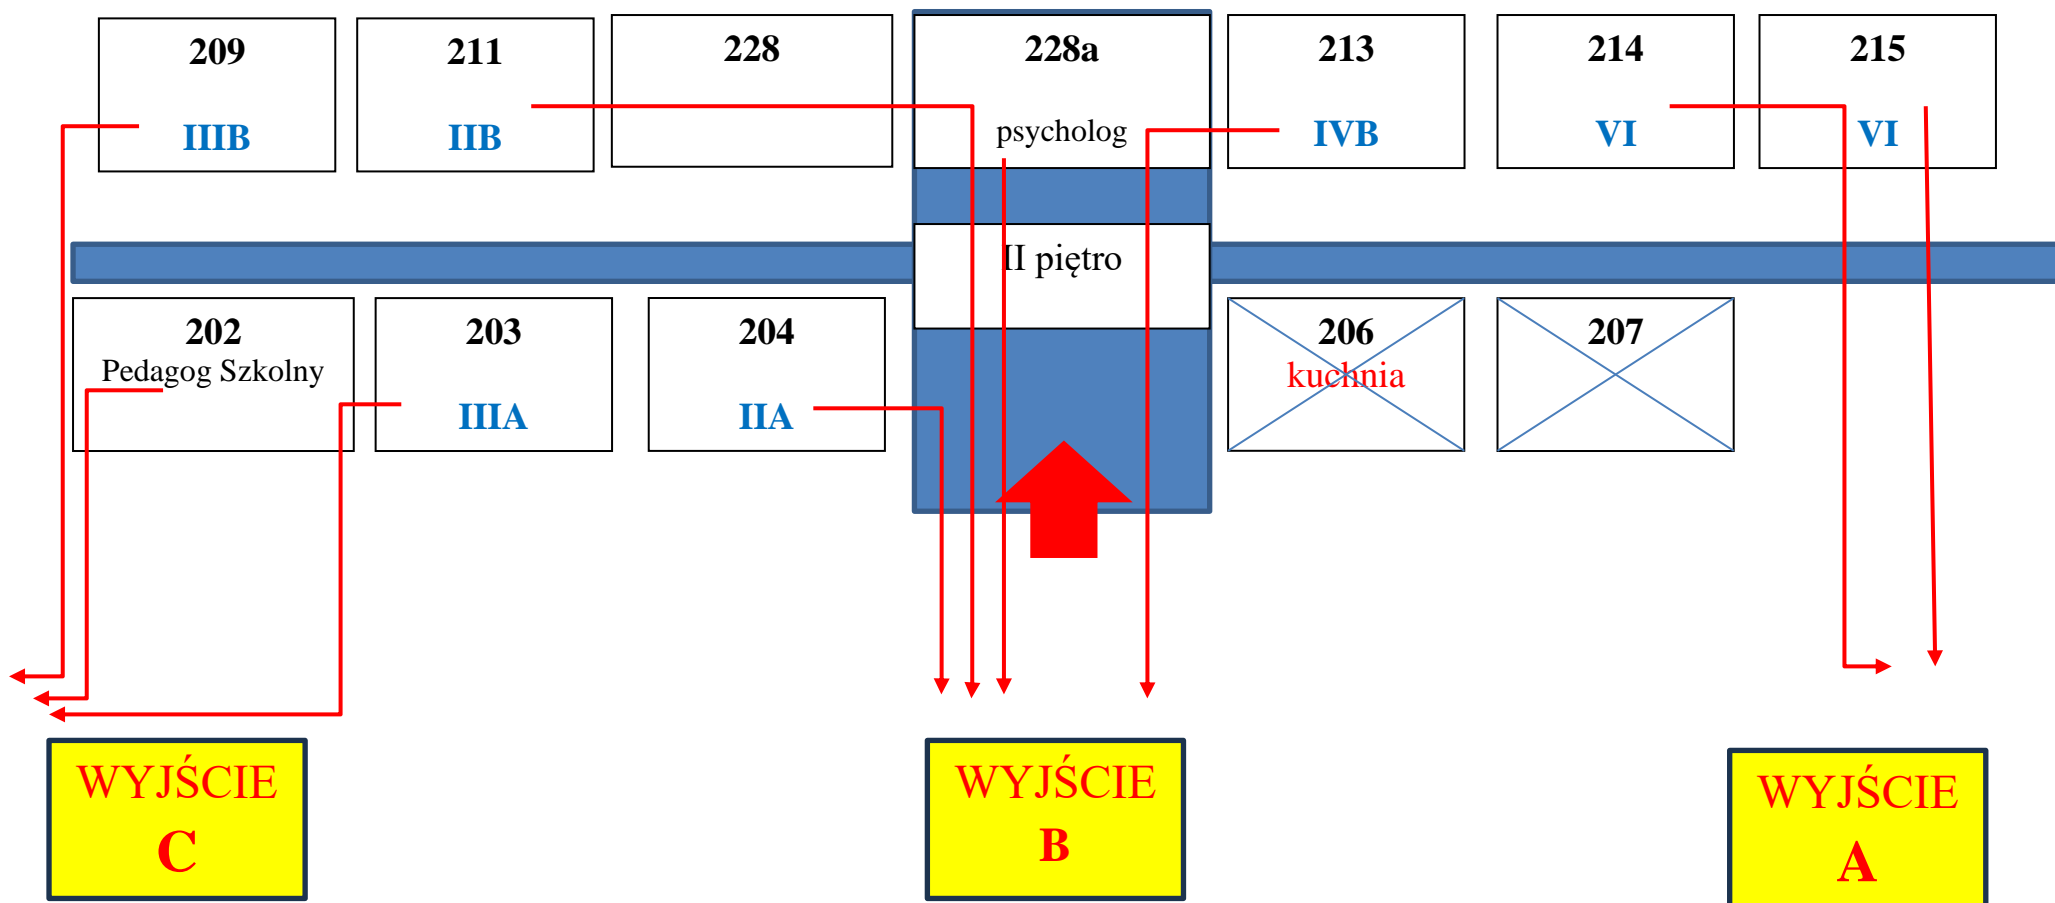 209
IIIB
211
IIB
228
228a
psycholog
213
IVB
214
VI
215
VI
II piętro
202
Pedagog Szkolny
203
IIIA
204
IIA
206
kuchnia
207
WYJŚCIE
C
WYJŚCIE
B
WYJŚCIE
A